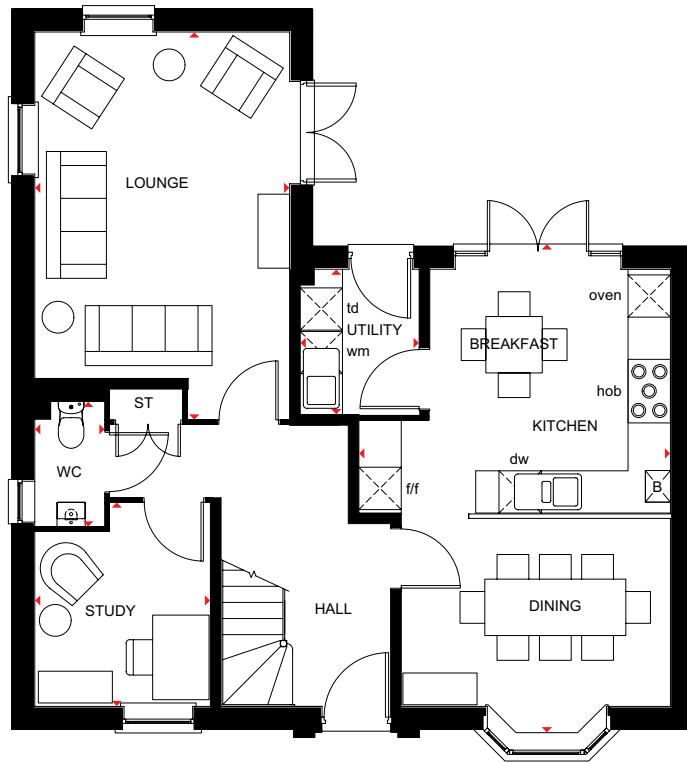 LOUNGE
oven
td
UTILITY
BREAKFAST
wm
hob
ST
KITCHEN
dw
WC
f/f
B
STUDY
HALL
DINING